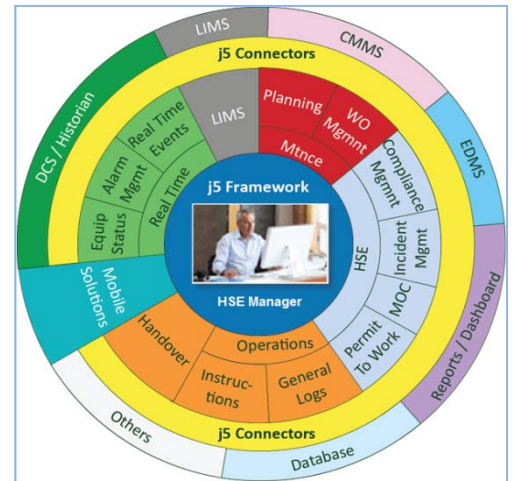 LIMS
CMMS
EDMS
Reports / Dashboard
Database
Others
Mobile
Solutions
DCS / Historian
j5 Connectors
LIMS
Planning
WO
Mgmnt
Mtnce
Compliance
Mgmnt
Incident
Mgmt
MOC
Permit
To Work
HSE
General
Logs
Instruc-
tions
Handover
Operations
Equip
Status
Alarm
Mgmt
Real Time
Events
Real Time
j5 Framework
HSE Manager
j5 Connectors